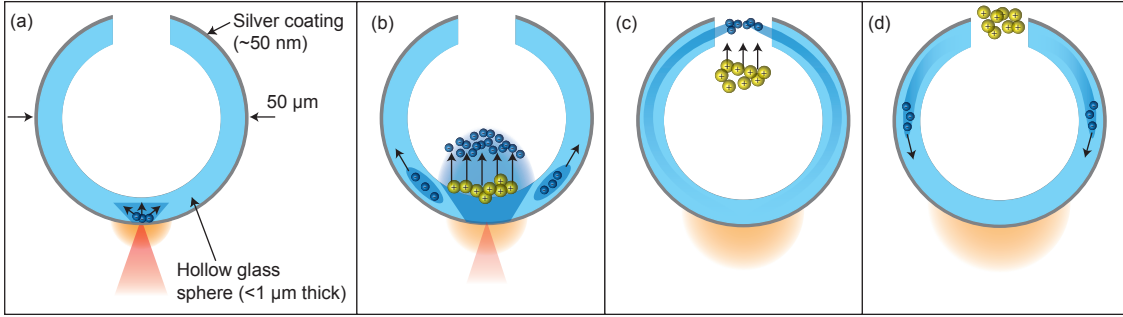 (a)
Silver coating
(~50 nm)
50 µm
Hollow glass
sphere (<1 µm thick)
(b)
(c)
(d)